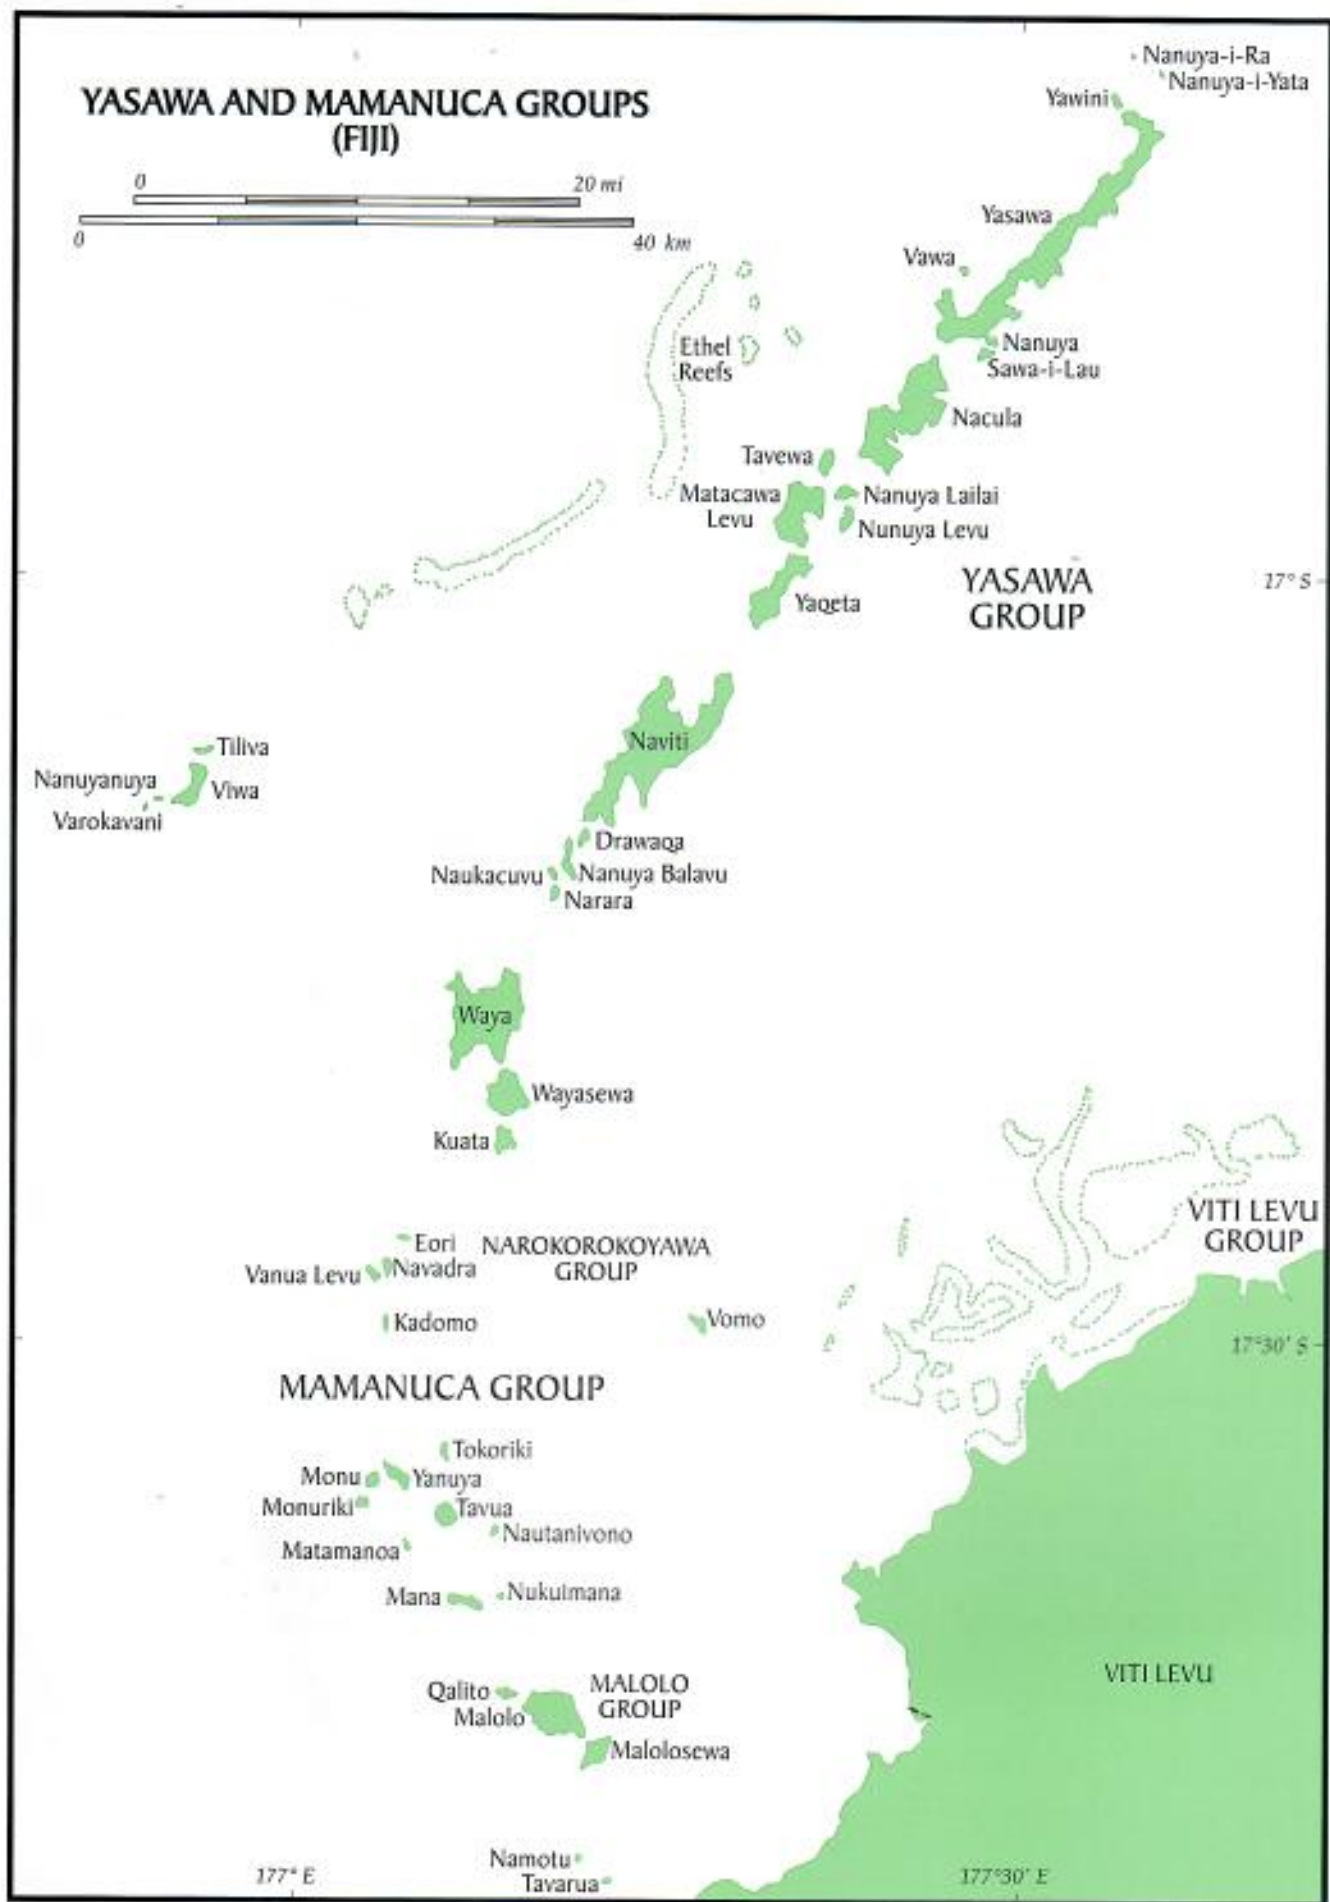 YASAWA AND MAMANUCA GROUPS
(FIJI)
0 20 mi
0 40 km
Nanuya-i-Ra
Nanuya-i-Yata
Yawini
Yasawa
Vawa
Ethel
Reefs
Nanuya
Sawa-i-Lau
Nacula
Tavewa
Matacawa
Levu
Nanuya Lailai
Nunuya Levu
YASAWA
GROUP
17° S
Yaqeta
Naviti
Tiliva
Nanuyanuya
Viwa
Varokavani
Drawaqa
Naukacuvu
Nanuya Balavu
Narara
Waya
Wayasewa
Kuata
VITI LEVU
GROUP
Eori
NAROKOROKOYAWA
GROUP
Vanua Levu
Navadra
Kadomo
Vomo
17°30' S
MAMANUCA GROUP
Tokoriki
Monu
Yanuya
Monuriki
Tavua
Nautanivono
Matamanoa
Mana
Nukuimana
VITI LEVU
Qalito
MALOLO
GROUP
Malolo
Malolosewa
Namotu
Tavarua
177° E
177°30' E